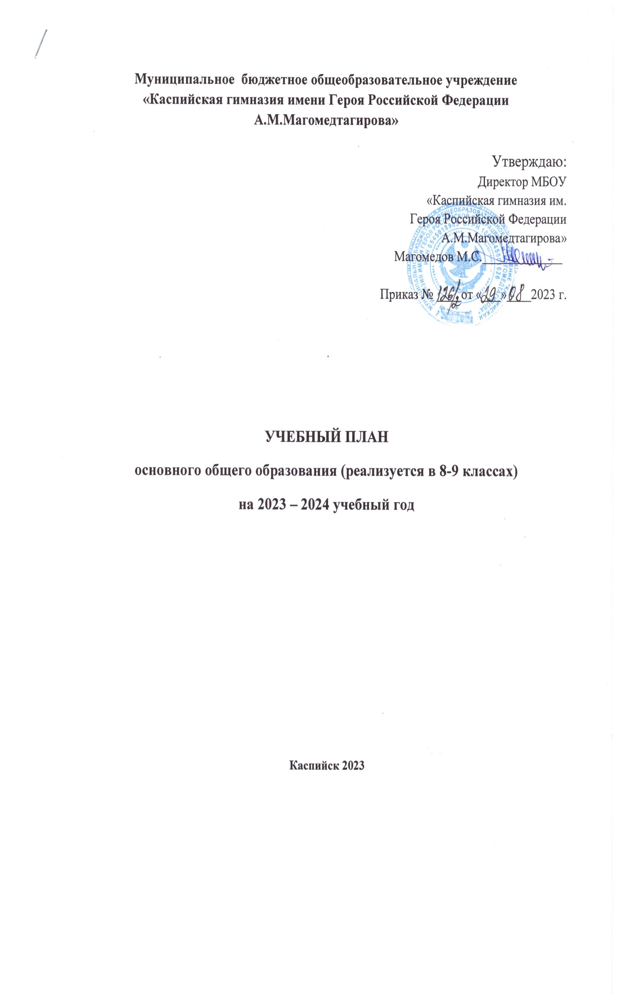 Муниципальное бюджетное общеобразовательное учреждение
«Каспийская гимназия имени Героя Российской Федерации
А.М.Магомедтагирова»
Утверждаю:
Директор МБОУ
«Каспийская гимназия им.
Героя Российской Федерации
А.М.Магомедтагирова»
Магомедов М.С.
Приказ № 126/2 от «29» 08 2023 г.
УЧЕБНЫЙ ПЛАН
основного общего образования (реализуется в 8-9 классах)
на 2023 – 2024 учебный год
Каспийск 2023